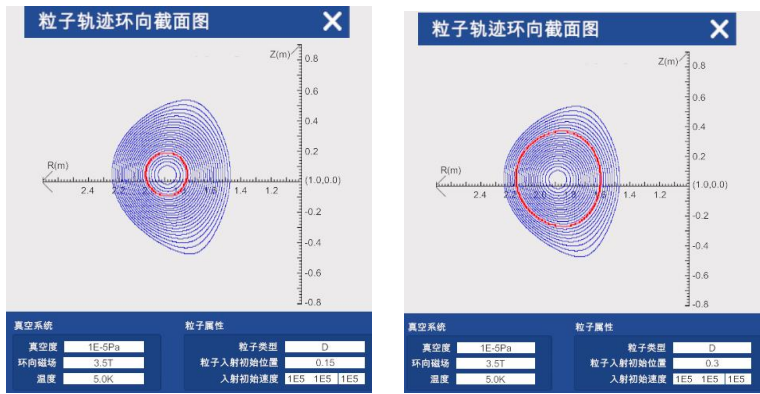 粒子轨迹环向截面图
Z(m)
0.8
0.6
0.4
0.2
R(m)
(1.0,0.0)
2.4 2.2 2.0 1.6 1.4 1.2
-0.2
-0.4
-0.6
-0.8
真空系统
粒子属性
真空度 1E-5Pa
粒子类型 D
环向磁场 3.5T
粒子入射初始位置 0.15
温度 5.0K
入射初始速度 1E5 1E5 1E5
粒子轨迹环向截面图
Z(m)
0.8
0.6
0.4
0.2
R(m)
(1.0,0.0)
2.4 2.2 2.0 1.8 1.6 1.4 1.2
-0.2
-0.4
-0.6
-0.8
真空系统
粒子属性
真空度 1E-5Pa
粒子类型 D
环向磁场 3.5T
粒子入射初始位置 0.3
温度 5.0K
入射初始速度 1E5 1E5 1E5